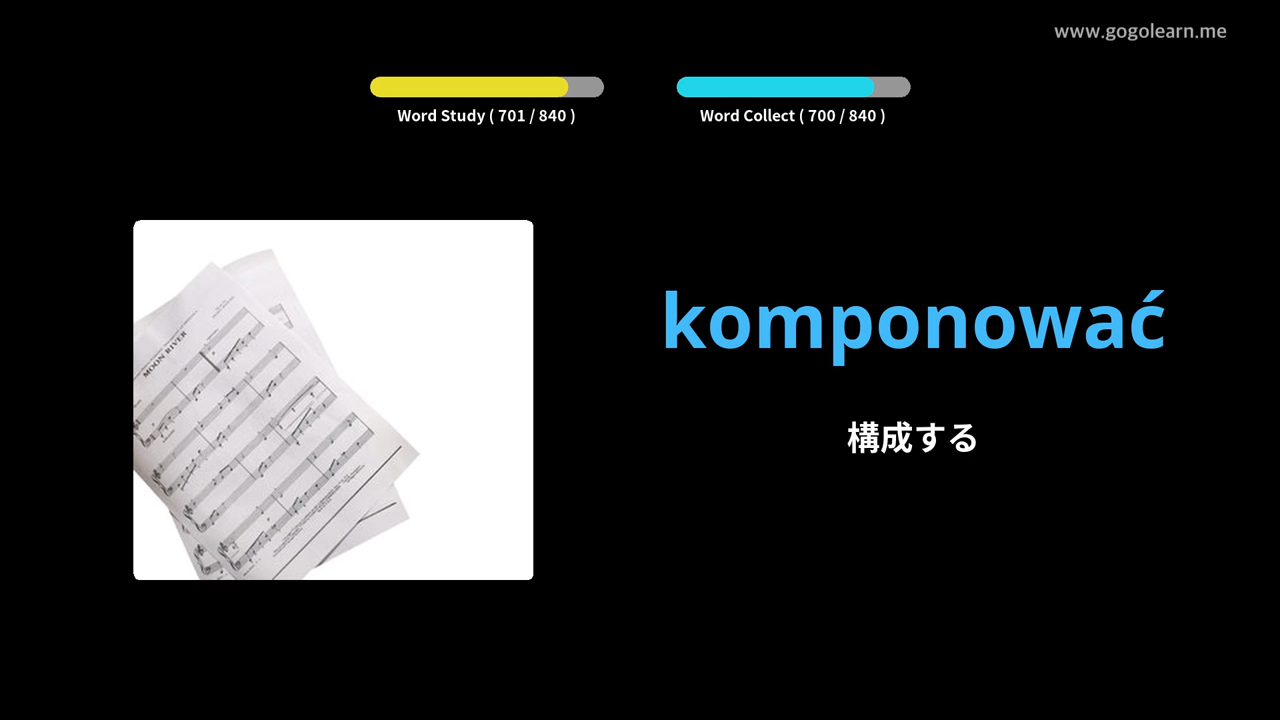 www.gogolearn.me
Word Study ( 701 / 840 )
Word Collect ( 700 / 840 )
MOON RIVER
komponować
構成する